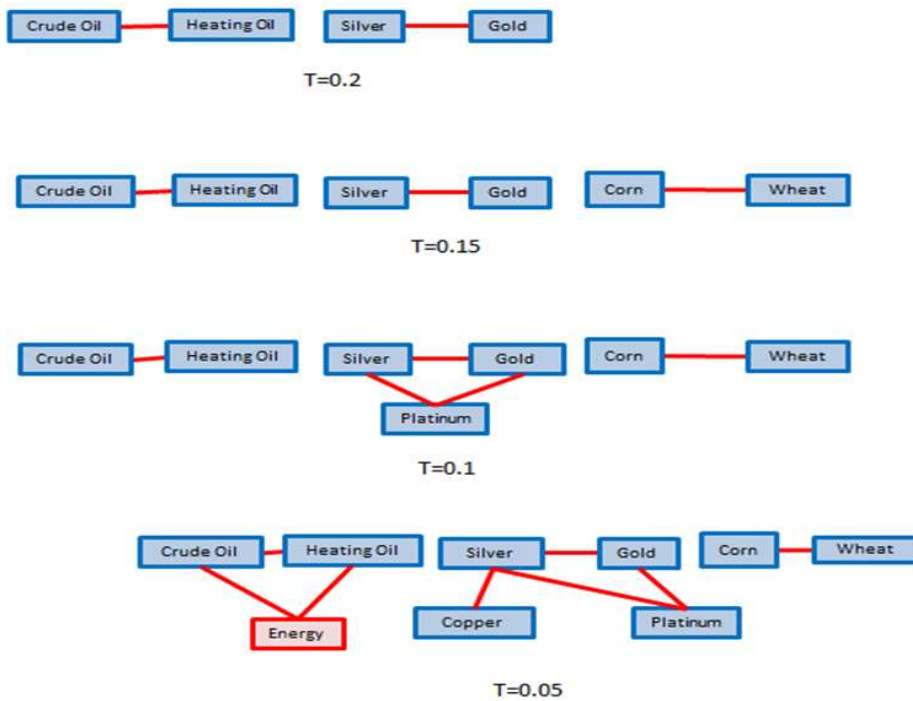 Crude Oil Heating Oil Silver Gold
T=0.2
Crude Oil Heating Oil Silver Gold Corn Wheat
T=0.15
Crude Oil Heating Oil Silver Gold Corn Wheat
Platinum
T=0.1
Crude Oil Heating Oil Silver Gold Corn Wheat
Energy Copper Platinum
T=0.05